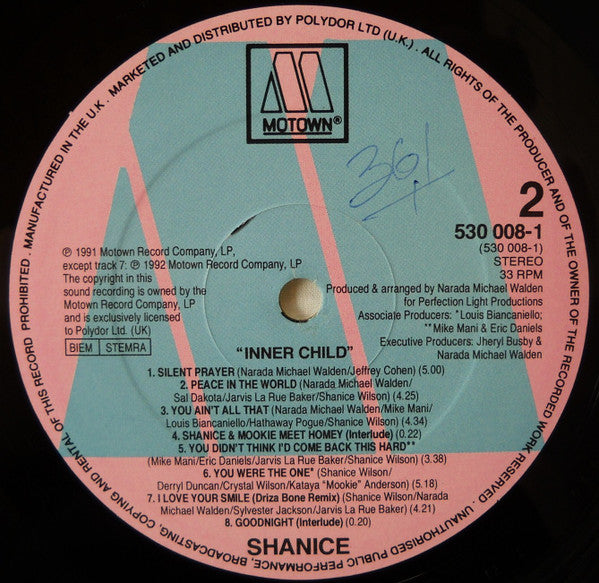 MANUFACTURED IN THE U.K. MARKETED AND DISTRIBUTED BY POLYDOR LTD (U.K.). ALL RIGHTS OF THE PRODUCER AND OF THE OWNER OF THE RECORDED WORK RESERVED. UNAUTHORISED PUBLIC PERFORMANCE, BROADCASTING, COPYING AND RENTAL OF THIS RECORD PROHIBITED.
MOTOWN®
361
2
530 008-1
(530 008-1)
STEREO
33 RPM
℗ 1991 Motown Record Company, LP,
except track 7: ℗ 1992 Motown Record Company, LP
The copyright in this
sound recording is owned by the
Motown Record Company, LP
and is exclusively licensed
to Polydor Ltd. (UK)
BIEM STEMRA
Produced & arranged by Narada Michael Walden
for Perfection Light Productions
Associate Producers: *Louis Biancaniello;
**Mike Mani & Eric Daniels
Executive Producers: Jheryl Busby &
Narada Michael Walden
"INNER CHILD"
1. SILENT PRAYER (Narada Michael Walden/Jeffrey Cohen) (5.00)
2. PEACE IN THE WORLD (Narada Michael Walden/
Sal Dakota/Jarvis La Rue Baker/Shanice Wilson) (4.25)
3. YOU AIN'T ALL THAT (Narada Michael Walden/Mike Mani/
Louis Biancaniello/Hathaway Pogue/Shanice Wilson) (4.34)
4. SHANICE & MOOKIE MEET HOMEY (Interlude) (0.22)
5. YOU DIDN'T THINK I'D COME BACK THIS HARD**
(Mike Mani/Eric Daniels/Jarvis La Rue Baker/Shanice Wilson) (3.38)
6. YOU WERE THE ONE* (Shanice Wilson/
Derryl Duncan/Crystal Wilson/Kataya "Mookie" Anderson) (5.18)
7. I LOVE YOUR SMILE (Driza Bone Remix) (Shanice Wilson/Narada
Michael Walden/Sylvester Jackson/Jarvis La Rue Baker) (4.21)
8. GOODNIGHT (Interlude) (0.20)
SHANICE